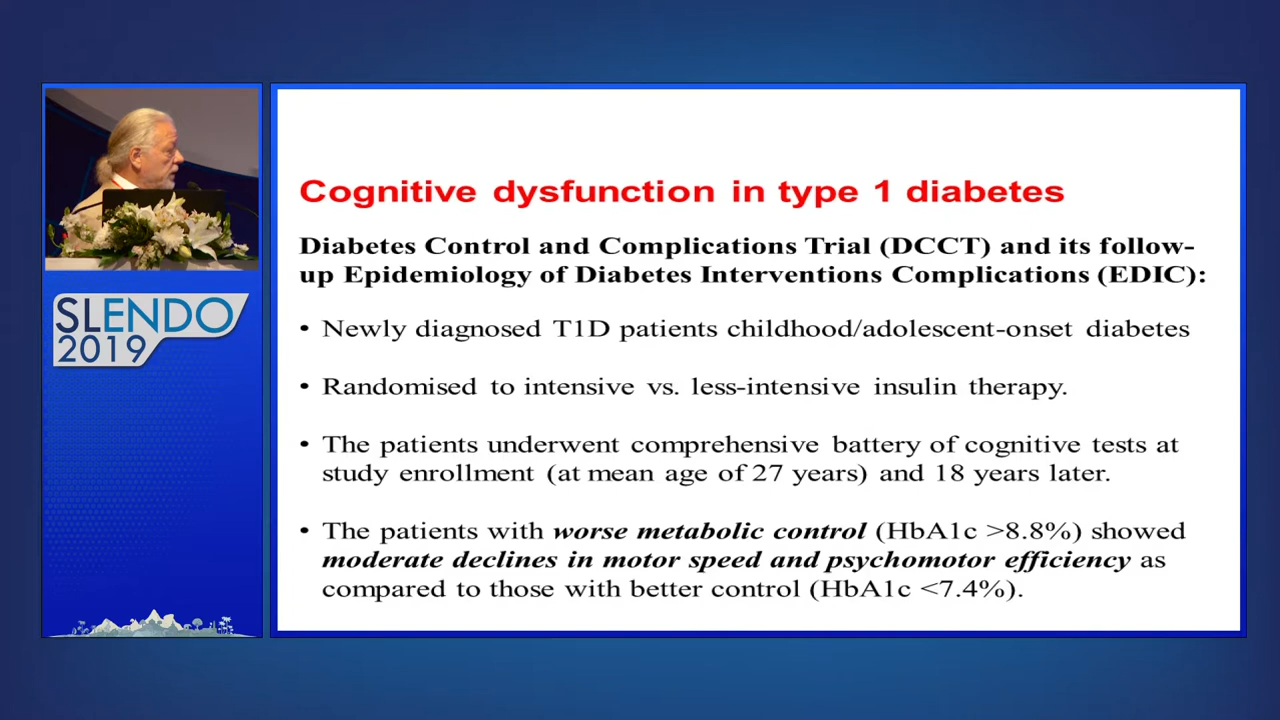 Cognitive dysfunction in type 1 diabetes
Diabetes Control and Complications Trial (DCCT) and its follow-
up Epidemiology of Diabetes Interventions Complications (EDIC):
• Newly diagnosed T1D patients childhood/adolescent-onset diabetes
• Randomised to intensive vs. less-intensive insulin therapy.
• The patients underwent comprehensive battery of cognitive tests at
study enrollment (at mean age of 27 years) and 18 years later.
• The patients with worse metabolic control (HbA1c >8.8%) showed
moderate declines in motor speed and psychomotor efficiency as
compared to those with better control (HbA1c <7.4%).
SLENDO
2019